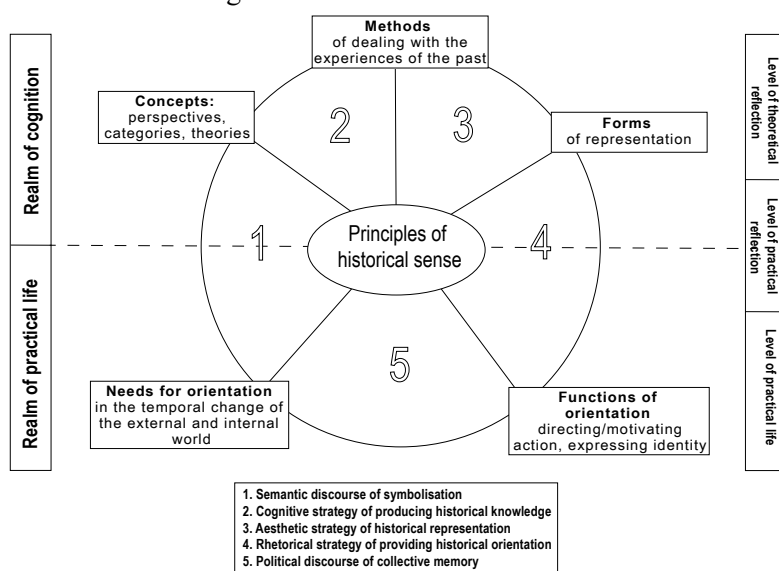 Methods
of dealing with the
experiences of the past
Concepts:
perspectives,
categories, theories
Forms
of representation
2
3
1
4
5
Principles of
historical sense
Needs for orientation
in the temporal change of
the external and internal
world
Functions of
orientation
directing/motivating
action, expressing identity
Realm of cognition
Realm of practical life
Level of theoretical
reflection
Level of practical
reflection
Level of practical life
1. Semantic discourse of symbolisation
2. Cognitive strategy of producing historical knowledge
3. Aesthetic strategy of historical representation
4. Rhetorical strategy of providing historical orientation
5. Political discourse of collective memory